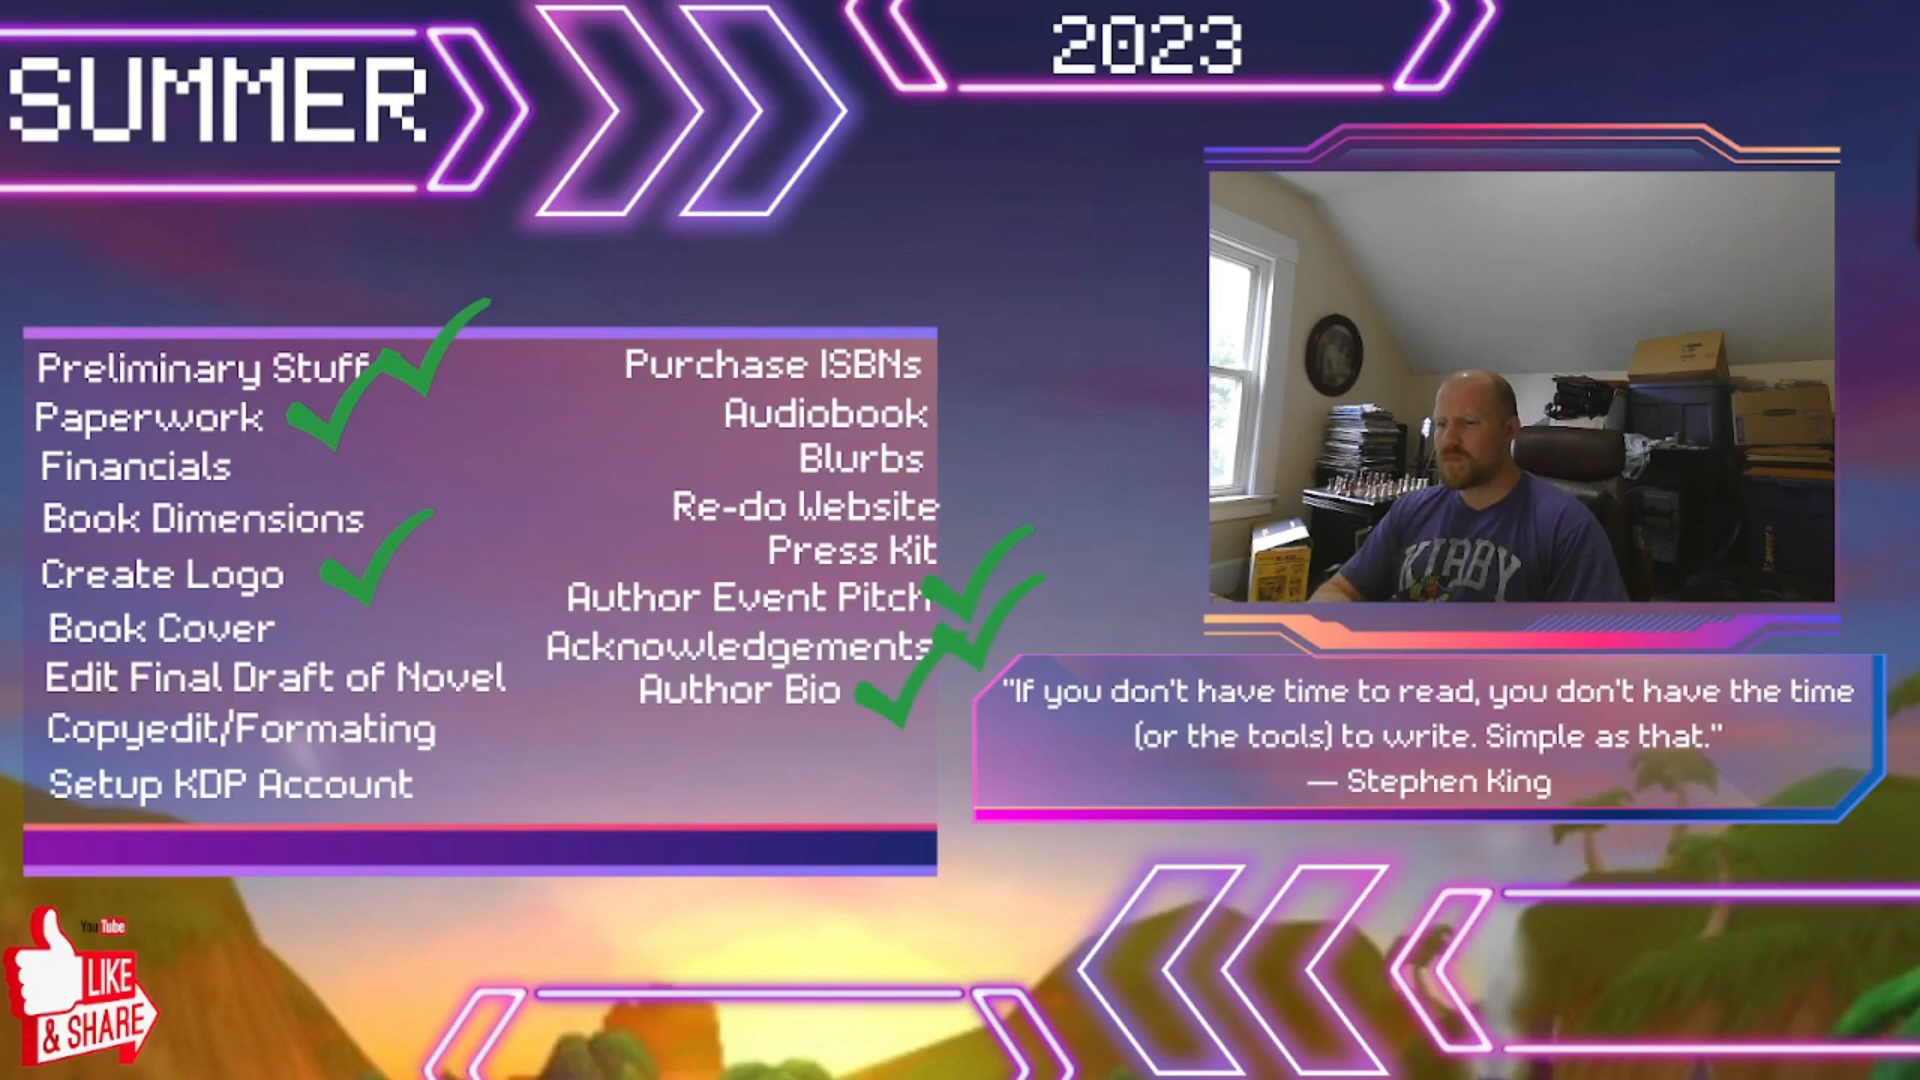 SUMMER
2023
Preliminary Stuff
Paperwork
Financials
Book Dimensions
Create Logo
Book Cover
Edit Final Draft of Novel
Copyedit/Formating
Setup KDP Account
Purchase ISBNs
Audiobook
Blurbs
Re-do Website
Press Kit
Author Event Pitch
Acknowledgements
Author Bio
KIRBY
"If you don't have time to read, you don't have the time
(or the tools) to write. Simple as that."
— Stephen King
YouTube
LIKE
& SHARE